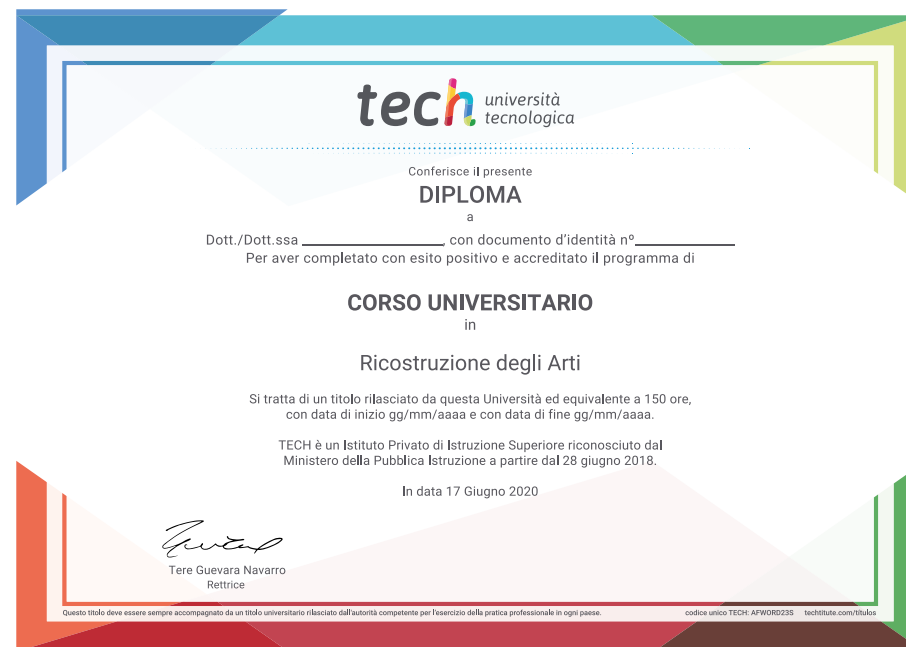 tech università
tecnologica
Conferisce il presente
DIPLOMA
a
Dott./Dott.ssa ____________________, con documento d'identità nº______________
Per aver completato con esito positivo e accreditato il programma di
CORSO UNIVERSITARIO
in
Ricostruzione degli Arti
Si tratta di un titolo rilasciato da questa Università ed equivalente a 150 ore,
con data di inizio gg/mm/aaaa e con data di fine gg/mm/aaaa.
TECH è un Istituto Privato di Istruzione Superiore riconosciuto dal
Ministero della Pubblica Istruzione a partire dal 28 giugno 2018.
In data 17 Giugno 2020
Tere Guevara Navarro
Rettrice
Questo titolo deve essere sempre accompagnato da un titolo universitario rilasciato dall'autorità competente per l'esercizio della pratica professionale in ogni paese. codice unico TECH: AFWORD23S techtitute.com/titulos